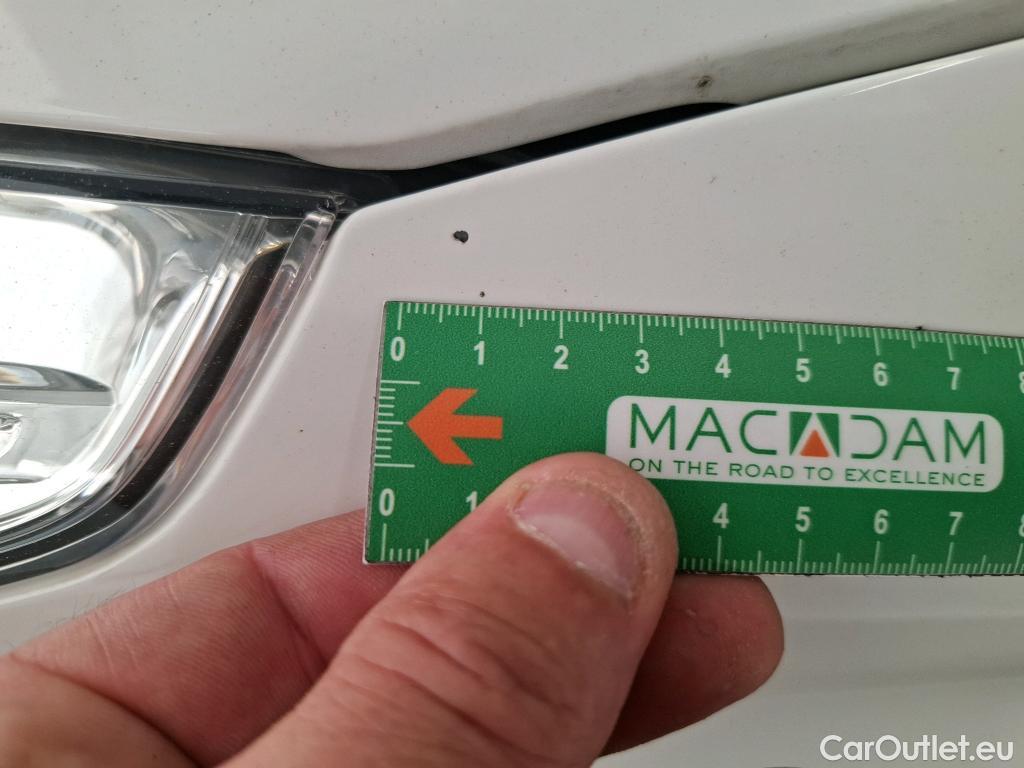 0 1 2 3 4 5 6 7 8
MACADAM
ON THE ROAD TO EXCELLENCE
0 1 4 5 6 7 8
CarOutlet.eu